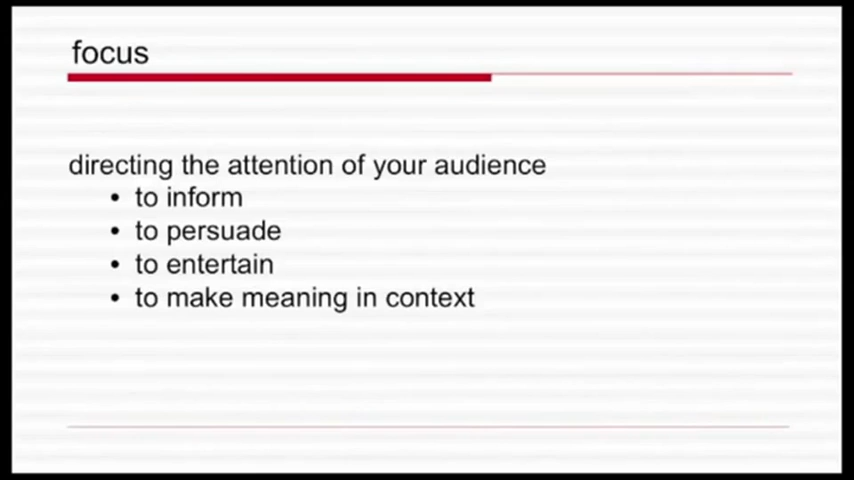 focus
directing the attention of your audience
• to inform
• to persuade
• to entertain
• to make meaning in context